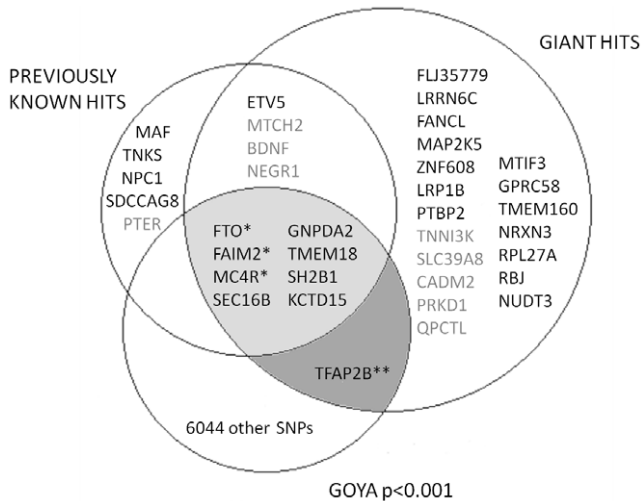 GIANT HITS
PREVIOUSLY
KNOWN HITS
MAF
TNKS
NPC1
SDCCAG8
PTER
ETV5
MTCH2
BDNF
NEGR1
FLJ35779
LRRN6C
FANCL
MAP2K5
ZNF608
LRP1B
PTBP2
TNNI3K
SLC39A8
CADM2
PRKD1
QPCTL
MTIF3
GPRC58
TMEM160
NRXN3
RPL27A
RBJ
NUDT3
FTO*
FAIM2*
MC4R*
SEC16B
GNPDA2
TMEM18
SH2B1
KCTD15
TFAP2B**
6044 other SNPs
GOYA p<0.001